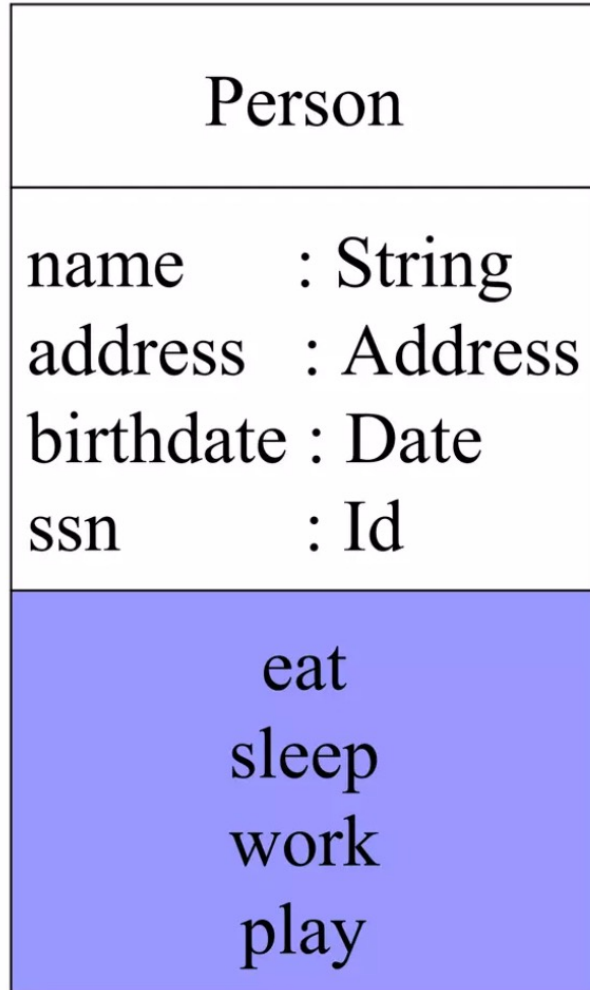 Person
name : String
address : Address
birthdate : Date
ssn : Id
eat
sleep
work
play